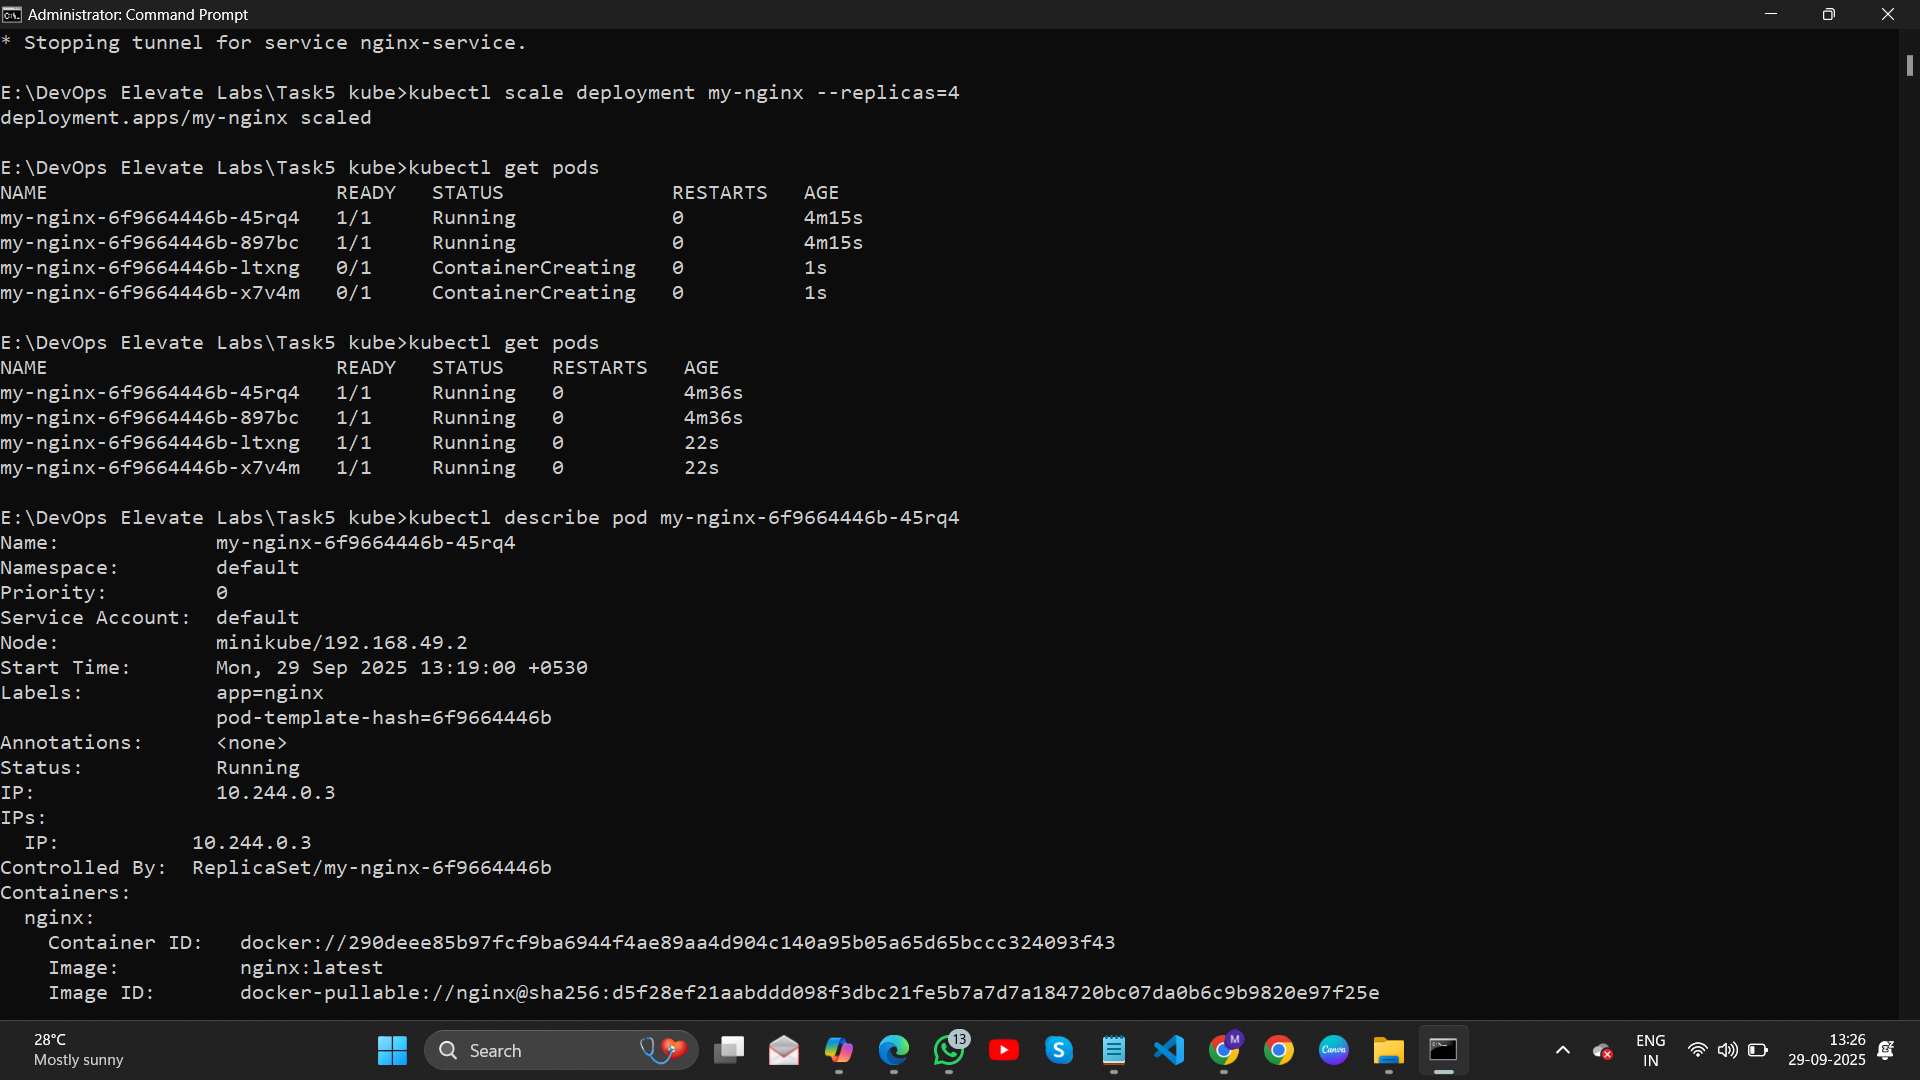 Administrator: Command Prompt
* Stopping tunnel for service nginx-service.
E:\DevOps Elevate Labs\Task5 kube>kubectl scale deployment my-nginx --replicas=4
deployment.apps/my-nginx scaled
E:\DevOps Elevate Labs\Task5 kube>kubectl get pods
NAME                        READY   STATUS              RESTARTS   AGE
my-nginx-6f9664446b-45rq4   1/1     Running             0          4m15s
my-nginx-6f9664446b-897bc   1/1     Running             0          4m15s
my-nginx-6f9664446b-ltxng   0/1     ContainerCreating   0          1s
my-nginx-6f9664446b-x7v4m   0/1     ContainerCreating   0          1s
E:\DevOps Elevate Labs\Task5 kube>kubectl get pods
NAME                        READY   STATUS    RESTARTS   AGE
my-nginx-6f9664446b-45rq4   1/1     Running   0          4m36s
my-nginx-6f9664446b-897bc   1/1     Running   0          4m36s
my-nginx-6f9664446b-ltxng   1/1     Running   0          22s
my-nginx-6f9664446b-x7v4m   1/1     Running   0          22s
E:\DevOps Elevate Labs\Task5 kube>kubectl describe pod my-nginx-6f9664446b-45rq4
Name:             my-nginx-6f9664446b-45rq4
Namespace:        default
Priority:         0
Service Account:  default
Node:             minikube/192.168.49.2
Start Time:       Mon, 29 Sep 2025 13:19:00 +0530
Labels:           app=nginx
                  pod-template-hash=6f9664446b
Annotations:      <none>
Status:           Running
IP:               10.244.0.3
IPs:
  IP:           10.244.0.3
Controlled By:  ReplicaSet/my-nginx-6f9664446b
Containers:
  nginx:
    Container ID:   docker://290deee85b97fcf9ba6944f4ae89aa4d904c140a95b05a65d65bccc324093f43
    Image:          nginx:latest
    Image ID:       docker-pullable://nginx@sha256:d5f28ef21aabddd098f3dbc21fe5b7a7d7a184720bc07da0b6c9b9820e97f25e
28°C
Mostly sunny
Search
13
M
Canva
ENG
IN
13:26
29-09-2025